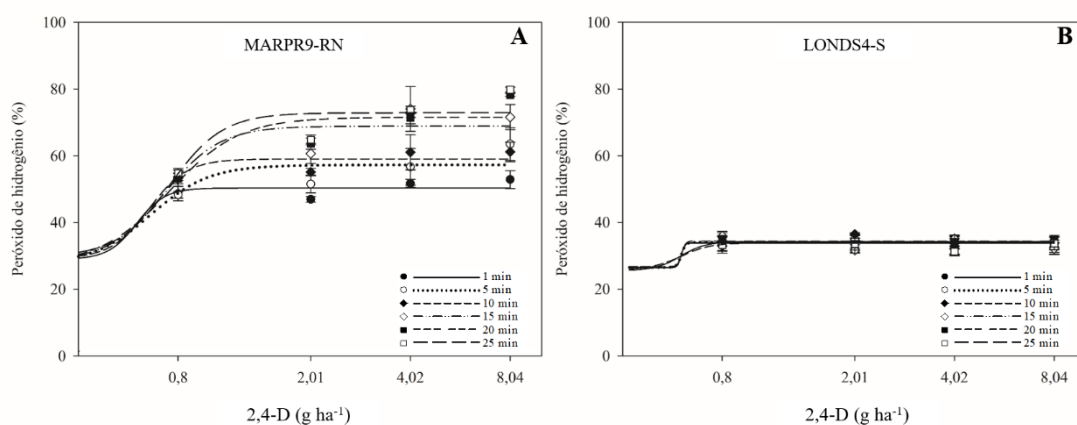 100
80
60
40
20
0
Peróxido de hidrogênio (%)
MARPR9-RN
A
1 min
5 min
10 min
15 min
20 min
25 min
0,8
2,01
4,02
8,04
2,4-D (g ha⁻¹)
100
80
60
40
20
0
Peróxido de hidrogênio (%)
LONDS4-S
B
1 min
5 min
10 min
15 min
20 min
25 min
0,8
2,01
4,02
8,04
2,4-D (g ha⁻¹)